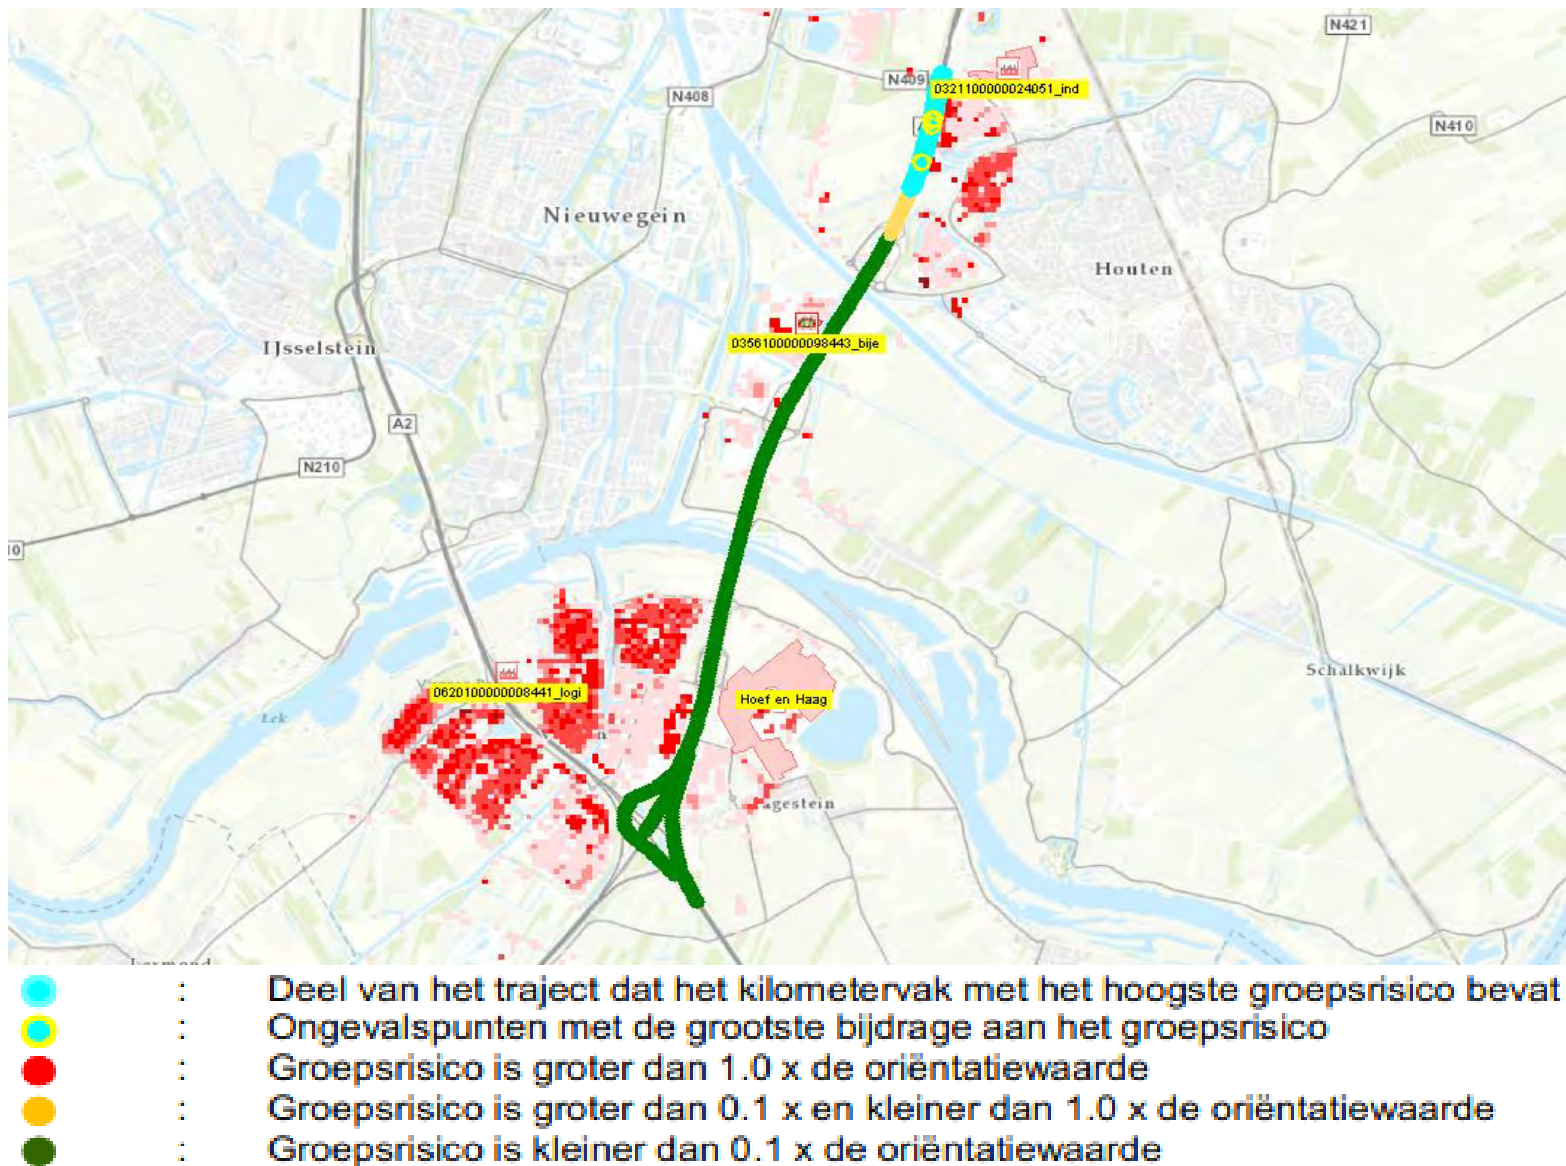 N421
N409
0321100000024051_ind
N408
N410
Nieuwegein
Houten
0356100000098443_bije
IJsselstein
A2
N210
Schalkwijk
0620100000008441_logi
Hoef en Haag
Lek
agestein
: Deel van het traject dat het kilometervak met het hoogste groepsrisico bevat
: Ongevalspunten met de grootste bijdrage aan het groepsrisico
: Groepsrisico is groter dan 1.0 x de oriëntatiewaarde
: Groepsrisico is groter dan 0.1 x en kleiner dan 1.0 x de oriëntatiewaarde
: Groepsrisico is kleiner dan 0.1 x de oriëntatiewaarde